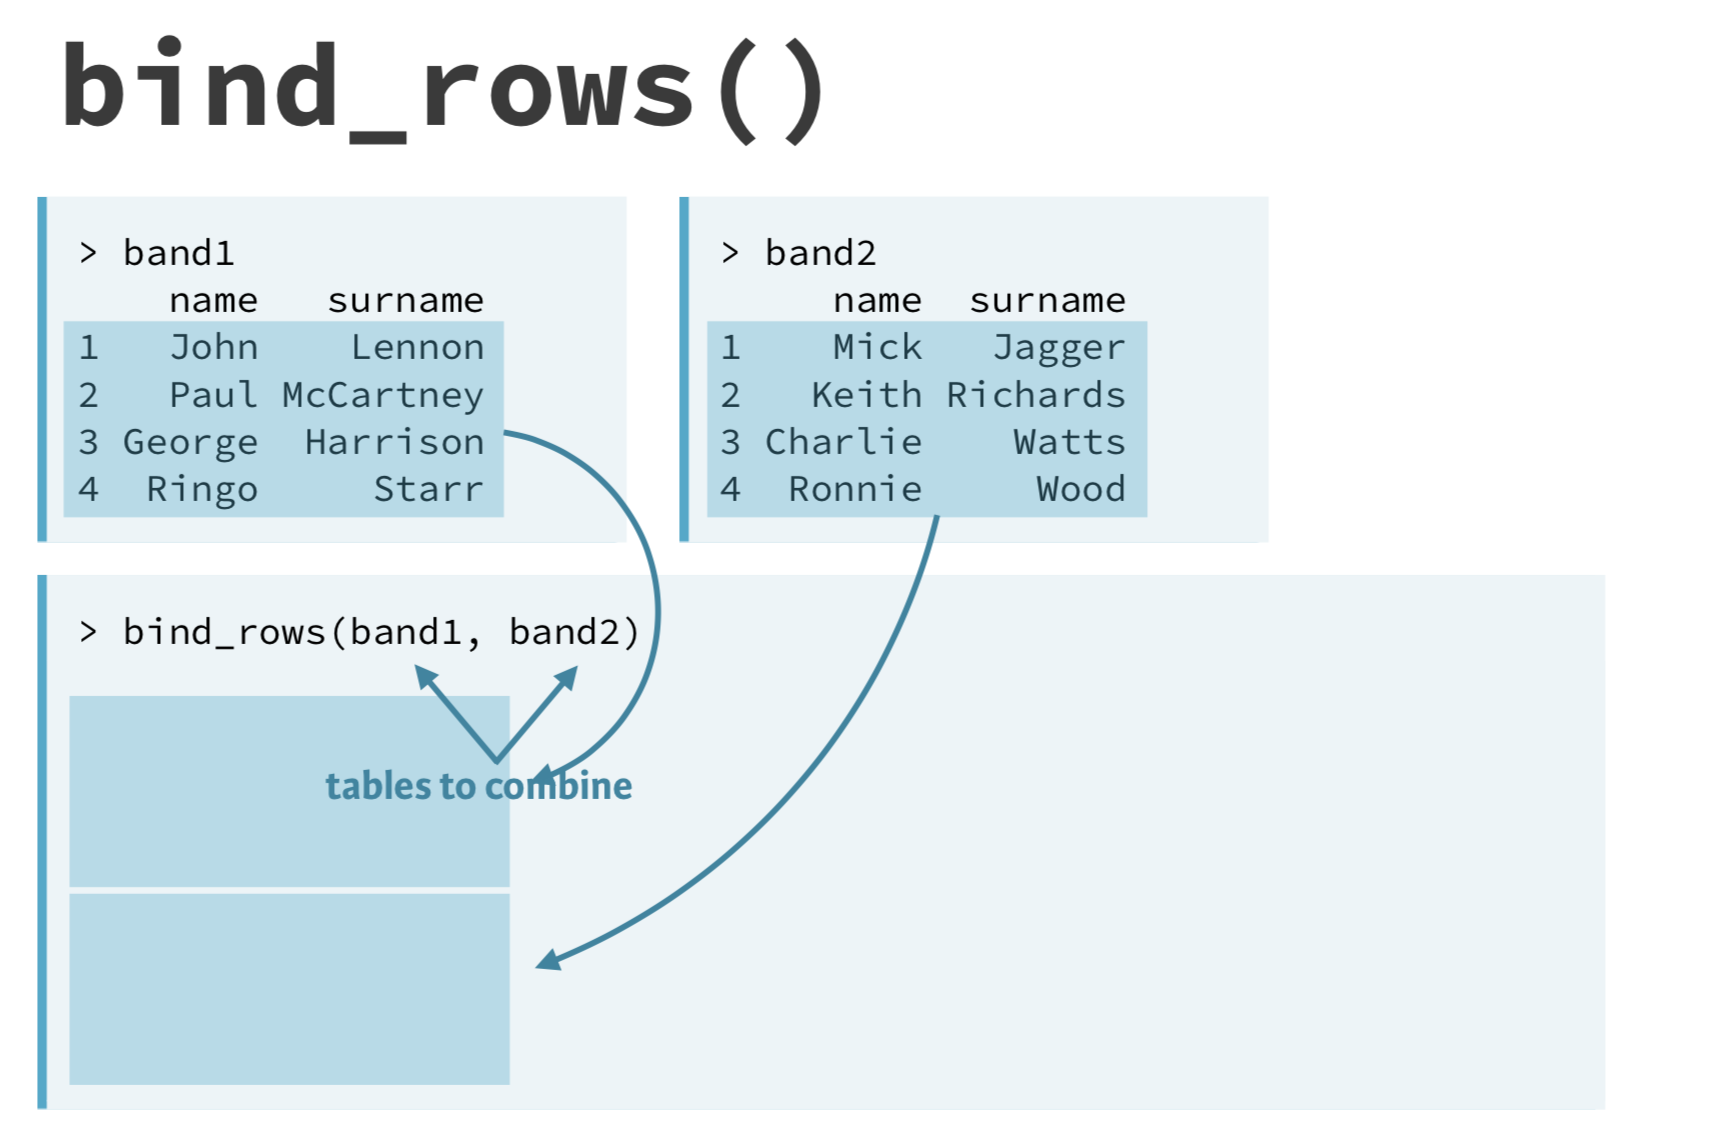 bind_rows()
> band1
name surname
1 John Lennon
2 Paul McCartney
3 George Harrison
4 Ringo Starr
> band2
name surname
1 Mick Jagger
2 Keith Richards
3 Charlie Watts
4 Ronnie Wood
> bind_rows(band1, band2)
tables to combine